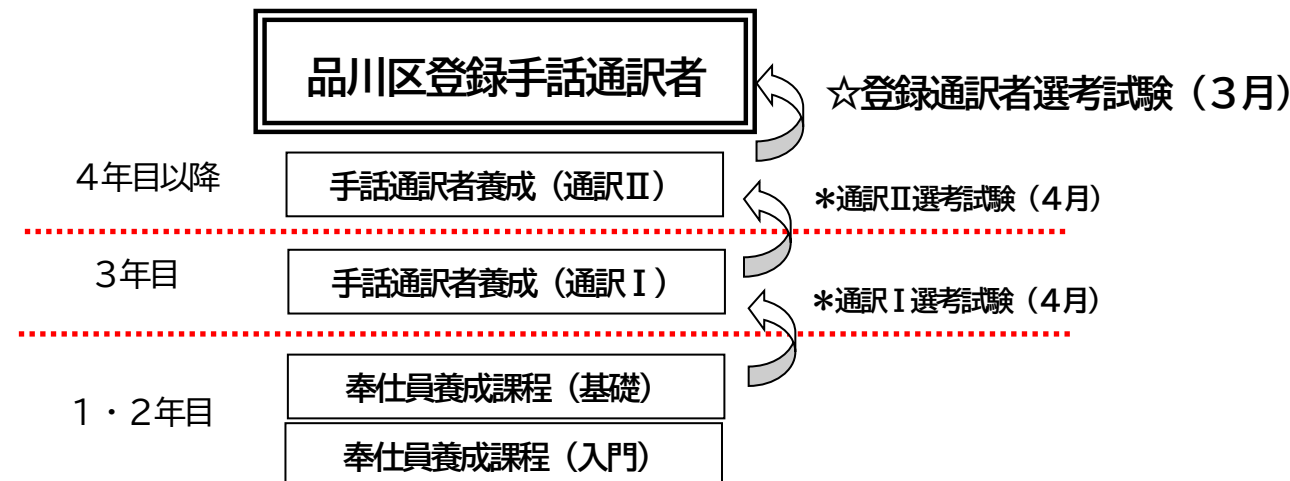 品川区登録手話通訳者
☆登録通訳者選考試験（３月）
４年目以降
手話通訳者養成（通訳Ⅱ）
＊通訳Ⅱ選考試験（４月）
３年目
手話通訳者養成（通訳Ⅰ）
＊通訳Ⅰ選考試験（４月）
１・２年目
奉仕員養成課程（基礎）
奉仕員養成課程（入門）